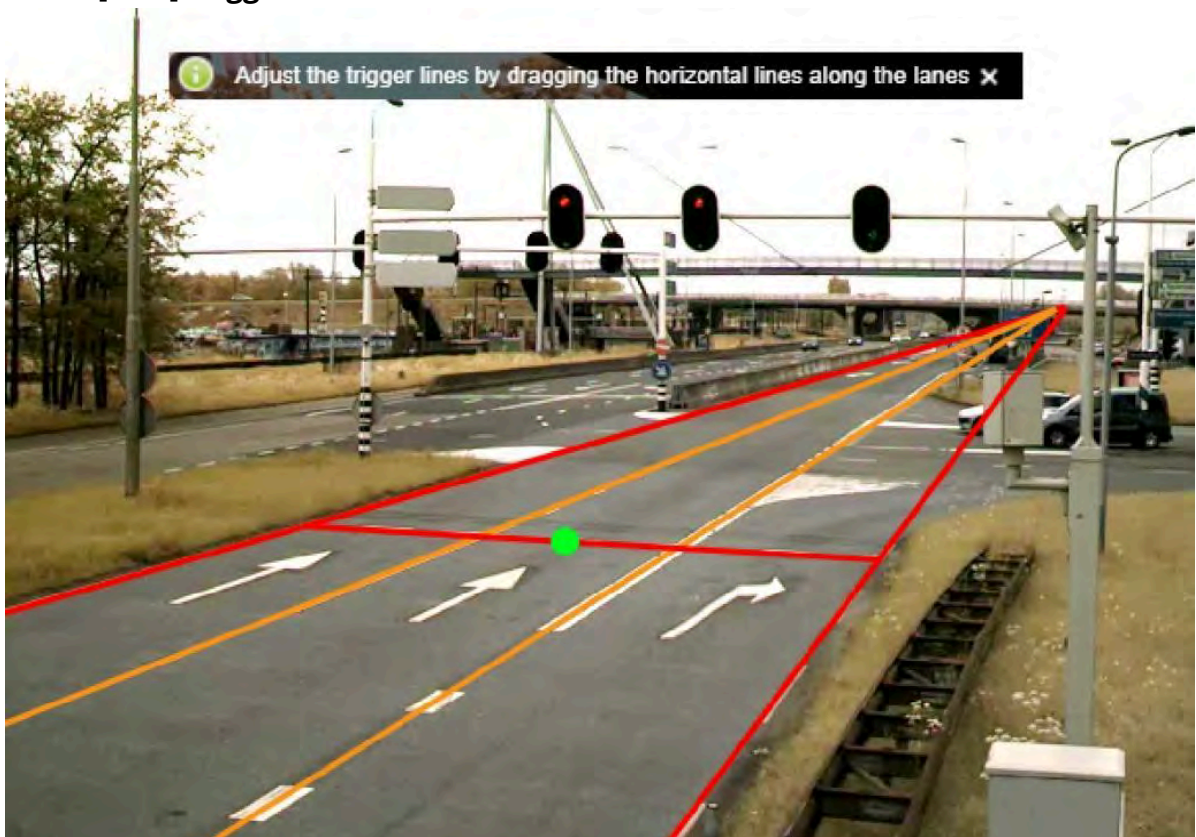 Adjust the trigger lines by dragging the horizontal lines along the lanes